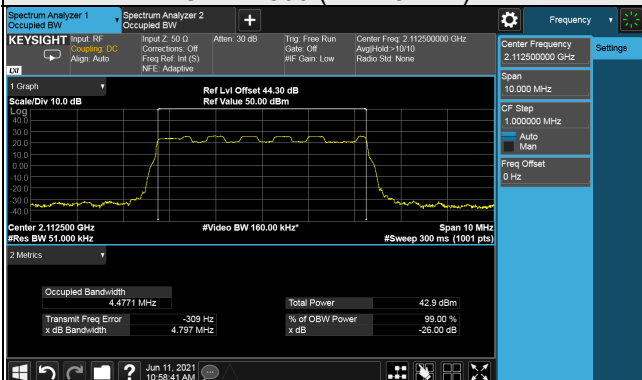 Spectrum Analyzer 1
Occupied BW
Spectrum Analyzer 2
Occupied BW
+
Frequency
KEYSIGHT
Input: RF
Coupling: DC
Align: Auto
Input Z: 50 Ω
Corrections: Off
Freq Ref: Int (S)
NFE: Adaptive
Atten: 30 dB
Trig: Free Run
Gate: Off
#IF Gain: Low
Center Freq: 2.112500000 GHz
Avg|Hold:>10/10
Radio Std: None
LXI
Center Frequency
2.112500000 GHz
Settings
Span
10.000 MHz
CF Step
1.000000 MHz
Auto
Man
Freq Offset
0 Hz
1 Graph
Scale/Div 10.0 dB
Ref Lvl Offset 44.30 dB
Ref Value 50.00 dBm
Log
40.0
30.0
20.0
10.0
0.00
-10.0
-20.0
-30.0
-40.0
Center 2.112500 GHz
#Res BW 51.000 kHz
#Video BW 160.00 kHz*
Span 10 MHz
#Sweep 300 ms (1001 pts)
2 Metrics
Occupied Bandwidth
4.4771 MHz
Total Power 42.9 dBm
Transmit Freq Error -309 Hz
% of OBW Power 99.00 %
x dB Bandwidth 4.797 MHz
x dB -26.00 dB
?
Jun 11, 2021
10:58:41 AM